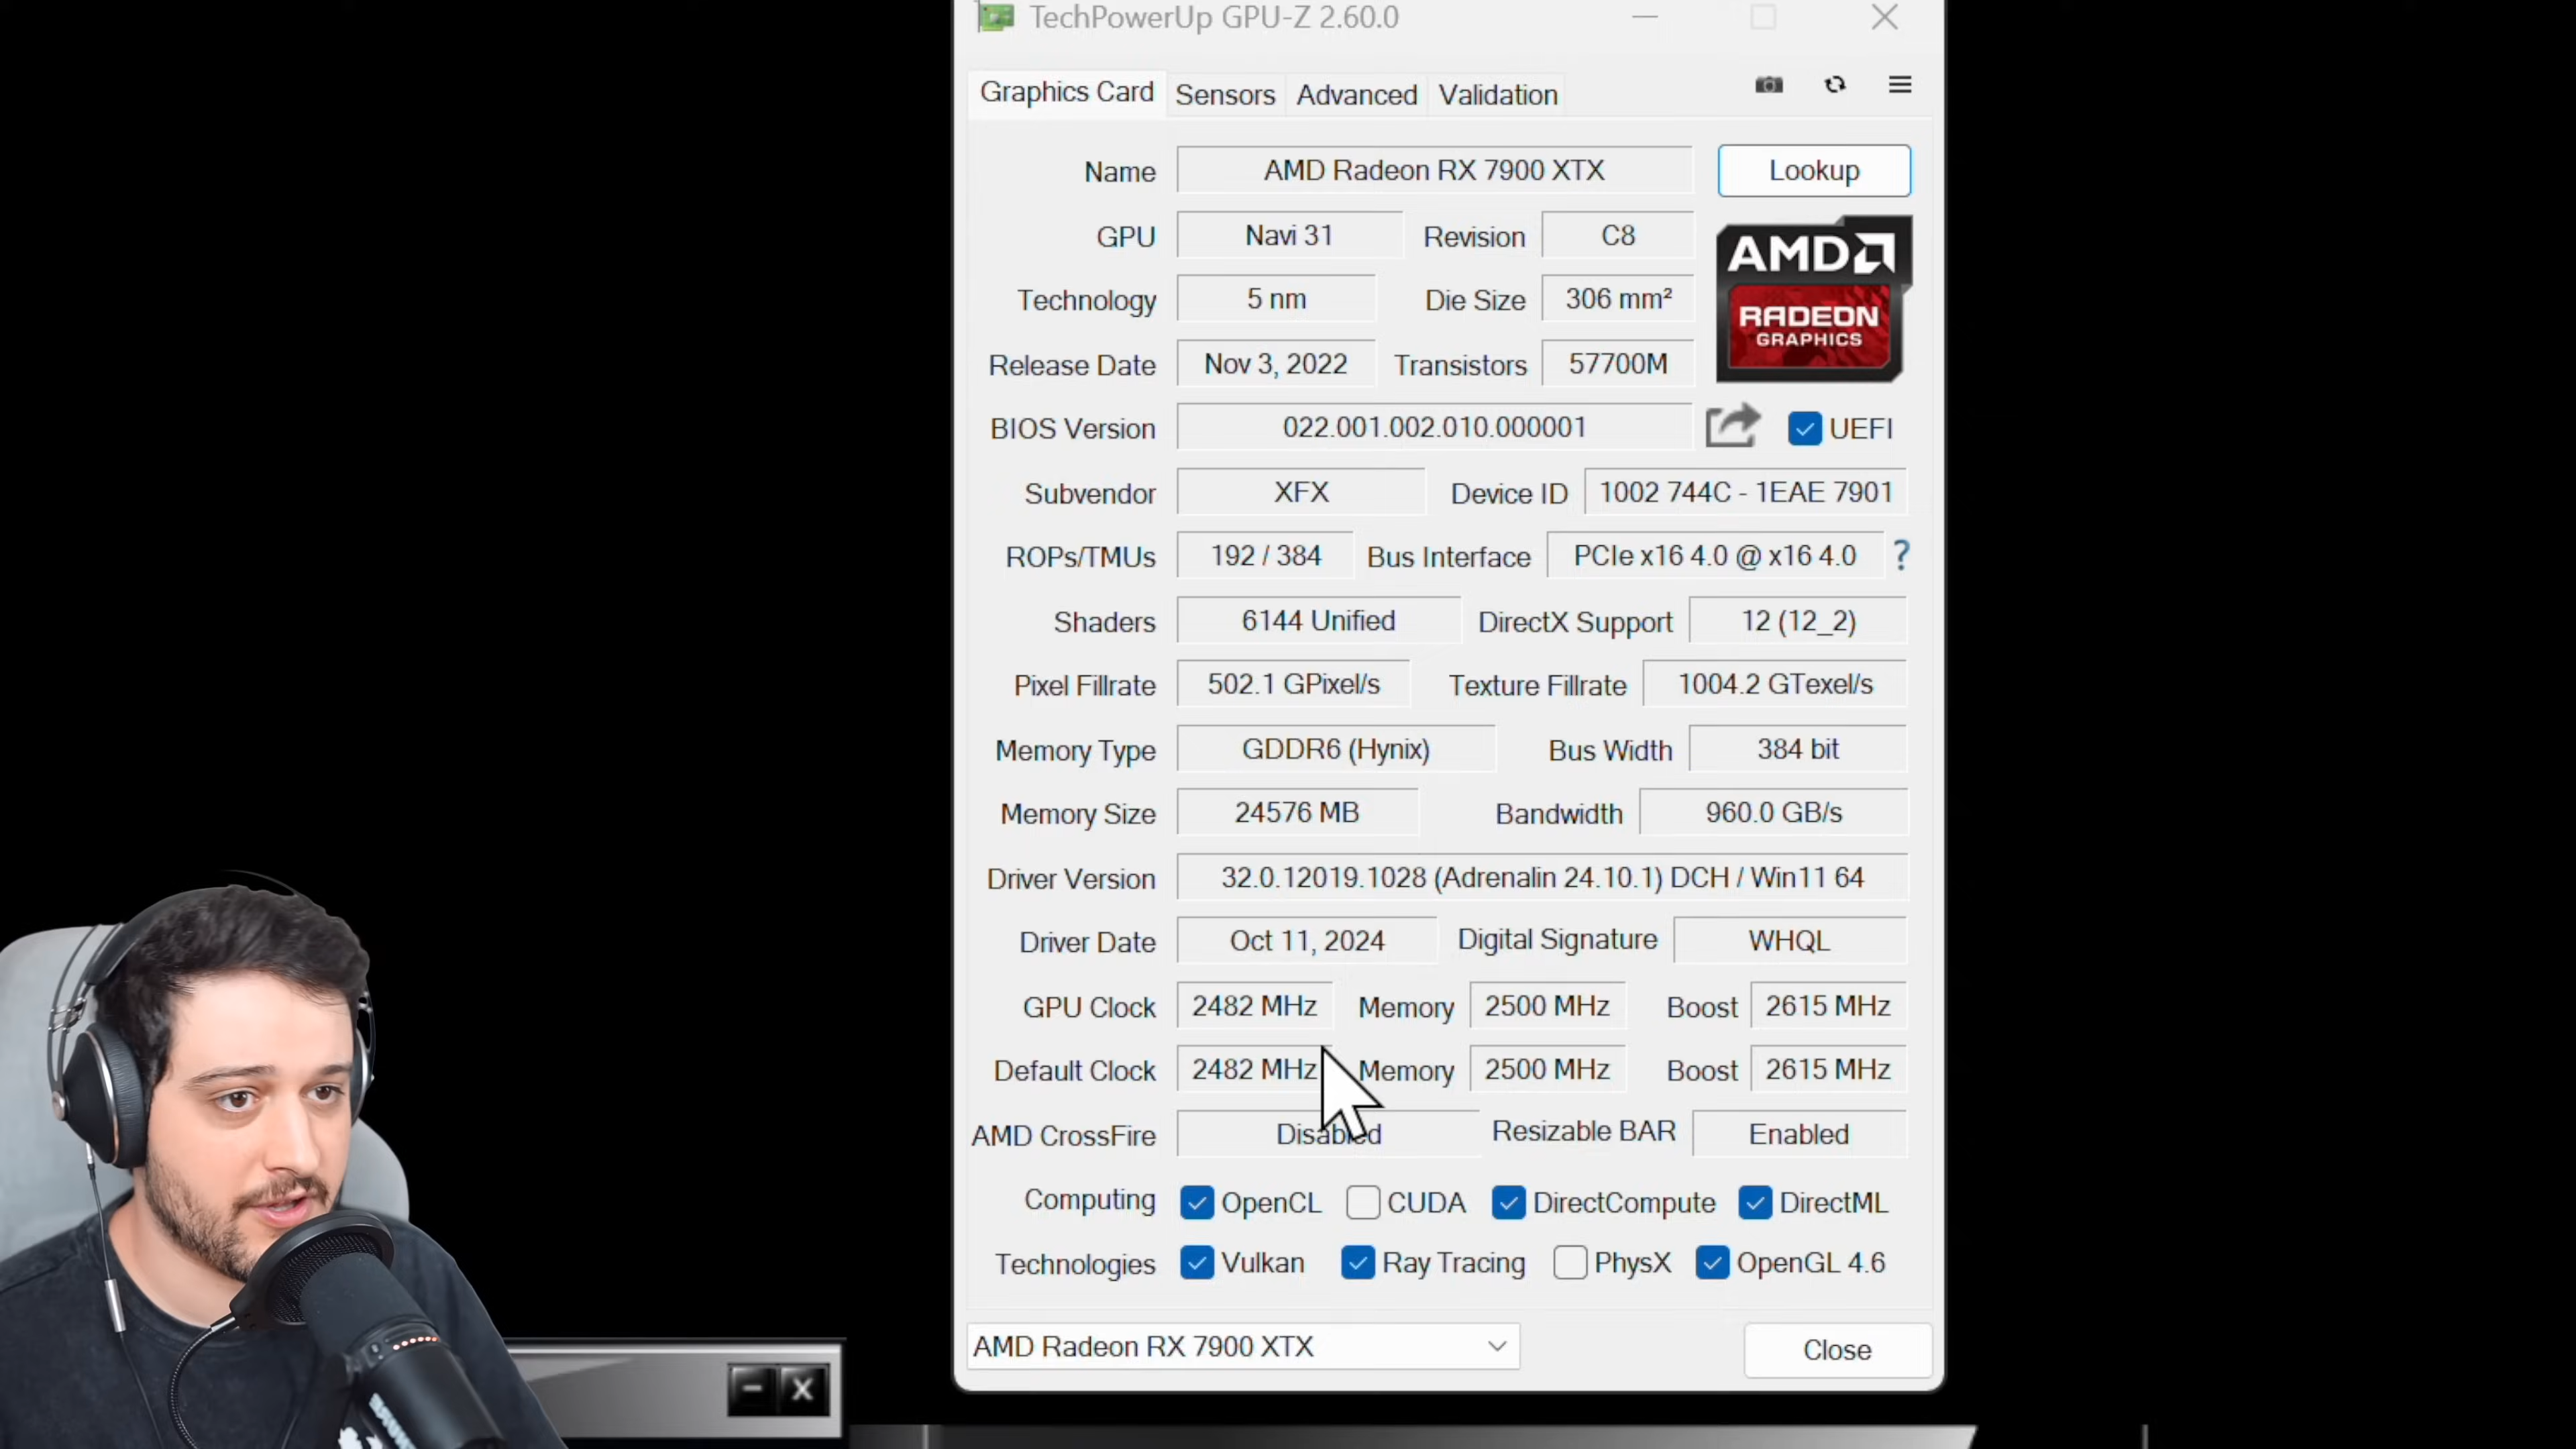 TechPowerUp GPU-Z 2.60.0
Graphics Card Sensors Advanced Validation
Name AMD Radeon RX 7900 XTX Lookup
GPU Navi 31 Revision C8
AMD
RADEON
GRAPHICS
Technology 5 nm Die Size 306 mm²
Release Date Nov 3, 2022 Transistors 57700M
BIOS Version 022.001.002.010.000001 UEFI
Subvendor XFX Device ID 1002 744C - 1EAE 7901
ROPs/TMUs 192 / 384 Bus Interface PCIe x16 4.0 @ x16 4.0 ?
Shaders 6144 Unified DirectX Support 12 (12_2)
Pixel Fillrate 502.1 GPixel/s Texture Fillrate 1004.2 GTexel/s
Memory Type GDDR6 (Hynix) Bus Width 384 bit
Memory Size 24576 MB Bandwidth 960.0 GB/s
Driver Version 32.0.12019.1028 (Adrenalin 24.10.1) DCH / Win11 64
Driver Date Oct 11, 2024 Digital Signature WHQL
GPU Clock 2482 MHz Memory 2500 MHz Boost 2615 MHz
Default Clock 2482 MHz Memory 2500 MHz Boost 2615 MHz
AMD CrossFire Disabled Resizable BAR Enabled
Computing OpenCL CUDA DirectCompute DirectML
Technologies Vulkan Ray Tracing PhysX OpenGL 4.6
AMD Radeon RX 7900 XTX Close